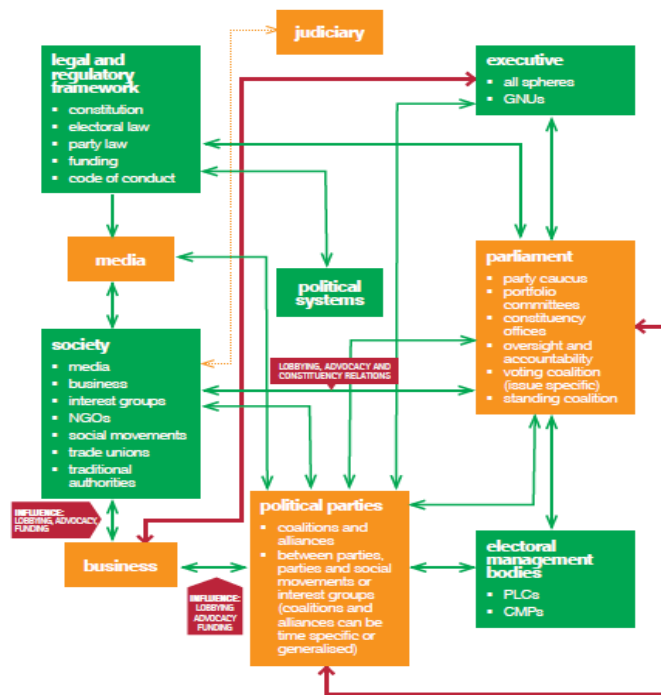 judiciary
legal and
regulatory
framework
▪ constitution
▪ electoral law
▪ party law
▪ funding
▪ code of conduct
executive
▪ all spheres
▪ GNUs
media
political
systems
parliament
▪ party caucus
▪ portfolio
committees
▪ constituency
offices
▪ oversight and
accountability
▪ voting coalition
(issue specific)
▪ standing coalition
society
▪ media
▪ business
▪ interest groups
▪ NGOs
▪ social movements
▪ trade unions
▪ traditional
authorities
LOBBYING, ADVOCACY AND
CONSTITUENCY RELATIONS
INFLUENCE:
LOBBYING, ADVOCACY,
FUNDING
business
INFLUENCE:
LOBBYING
ADVOCACY
FUNDING
political parties
▪ coalitions and
alliances
▪ between parties,
parties and social
movements or
interest groups
(coalitions and
alliances can be
time specific or
generalised)
electoral
management
bodies
▪ PLCs
▪ CMPs